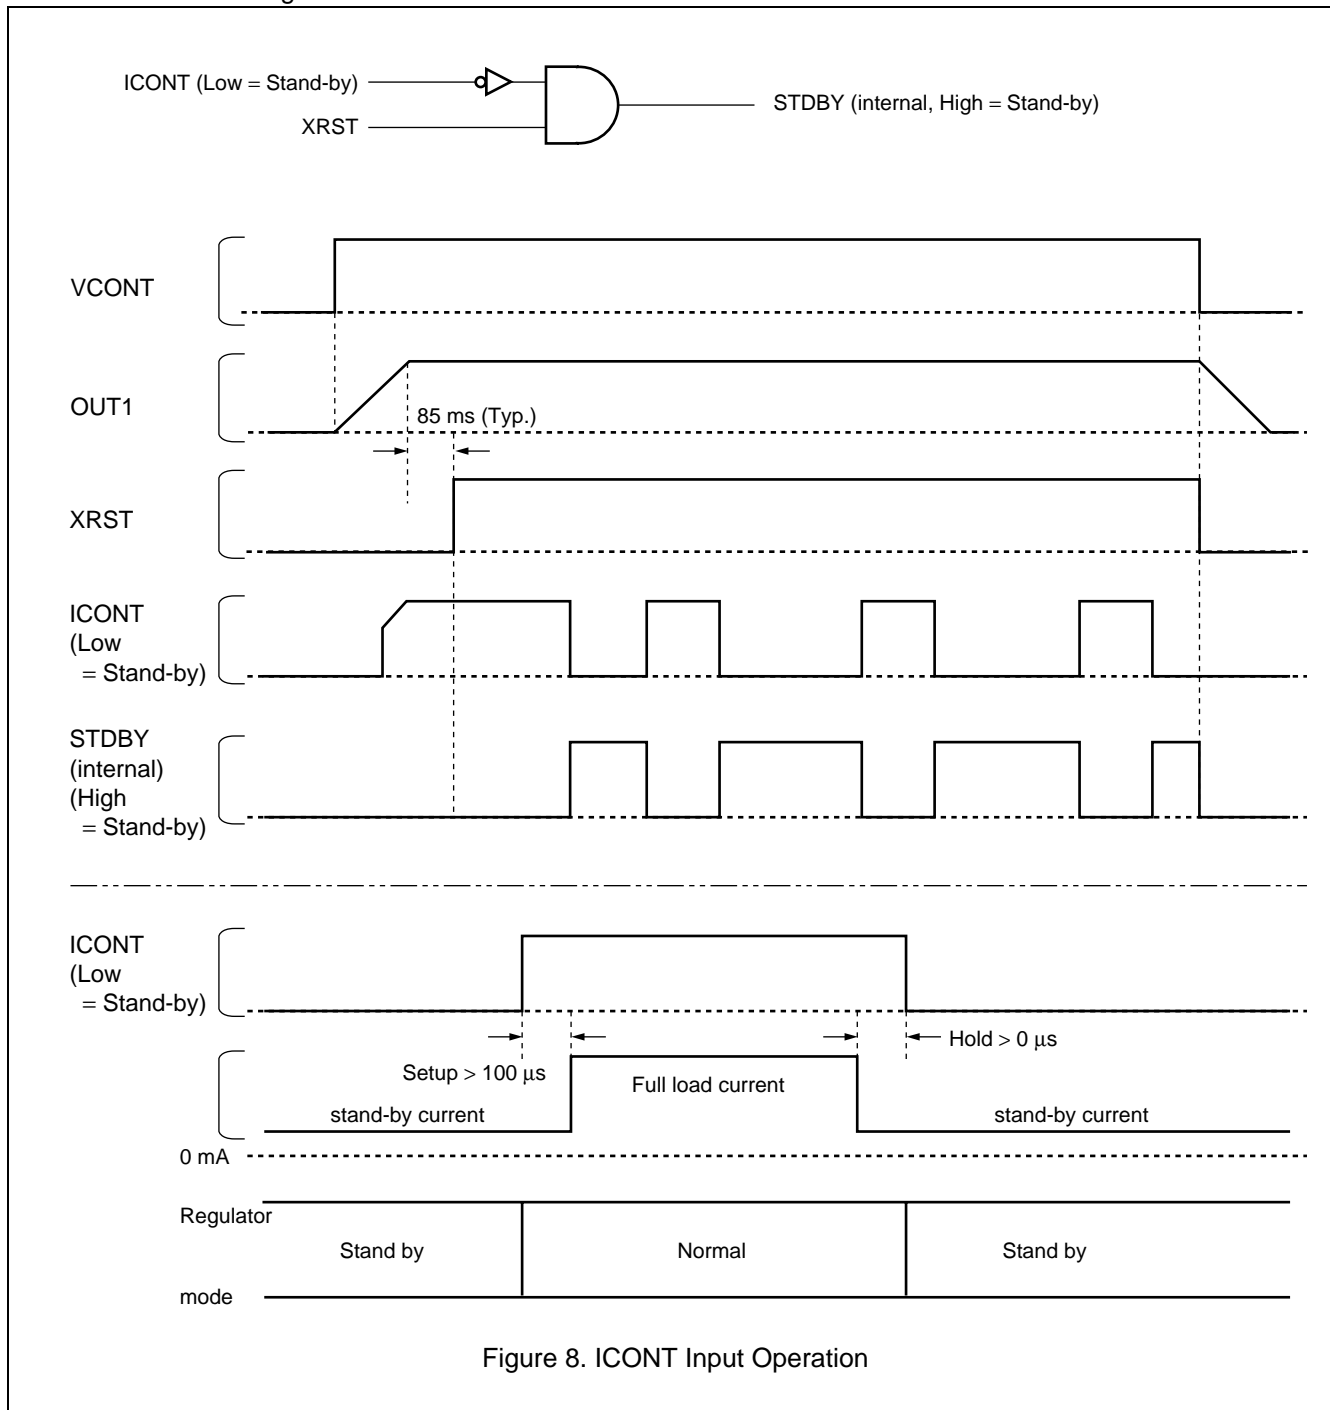 ICONT (Low = Stand-by)
XRST
STDBY (internal, High = Stand-by)
VCONT
OUT1
85 ms (Typ.)
XRST
ICONT
(Low
= Stand-by)
STDBY
(internal)
(High
= Stand-by)
ICONT
(Low
= Stand-by)
Hold > 0 μs
Setup > 100 μs
Full load current
stand-by current
stand-by current
0 mA
Regulator
Stand by
Normal
Stand by
mode
Figure 8. ICONT Input Operation